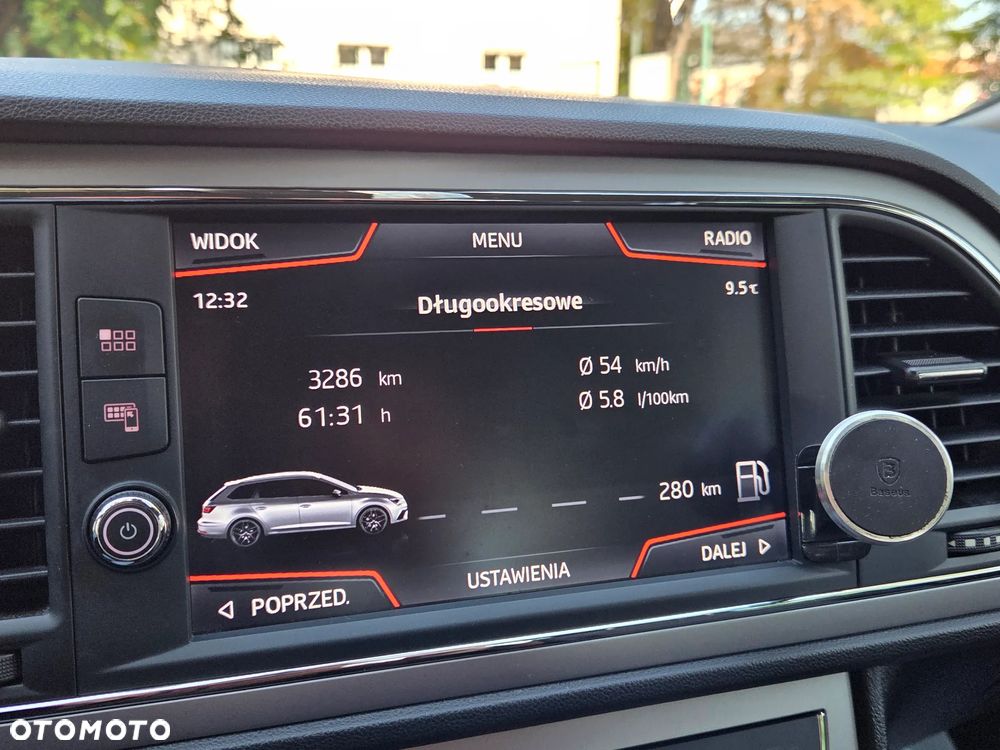 WIDOK MENU RADIO
12:32 9.5℃
Długookresowe
3286 km Ø 54 km/h
61:31 h Ø 5.8 l/100km
280 km
DALEJ
USTAWIENIA
POPRZED.
Baseus
OTOMOTO